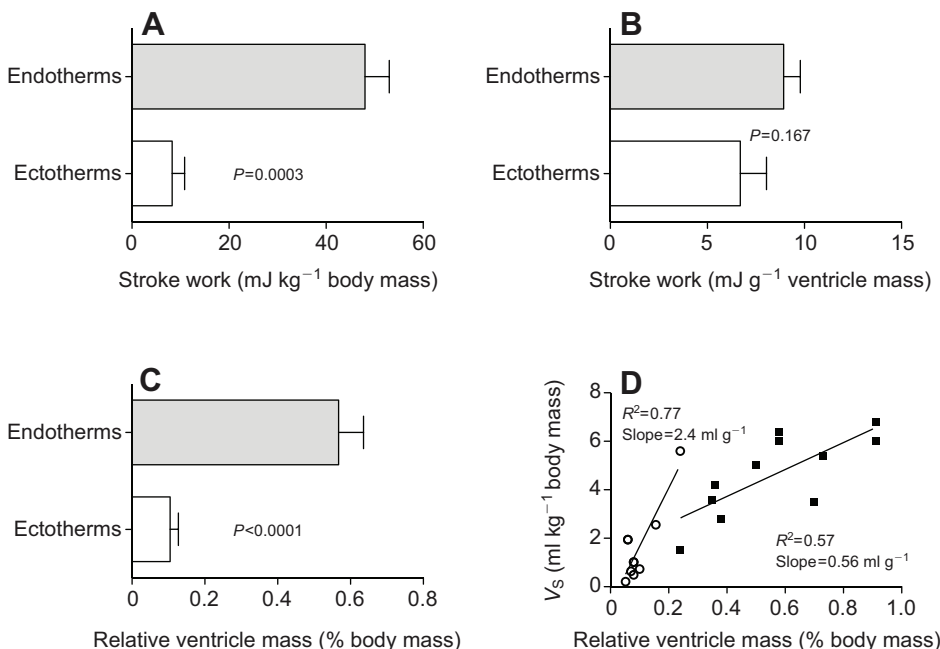 A
Endotherms
Ectotherms
P=0.0003
0 20 40 60
Stroke work (mJ kg⁻¹ body mass)
B
Endotherms
P=0.167
Ectotherms
0 5 10 15
Stroke work (mJ g⁻¹ ventricle mass)
C
Endotherms
Ectotherms
P<0.0001
0 0.2 0.4 0.6 0.8
Relative ventricle mass (% body mass)
D
8
R²=0.77
Slope=2.4 ml g⁻¹
6
4
2
R²=0.57
Slope=0.56 ml g⁻¹
0
VS (ml kg⁻¹ body mass)
0 0.2 0.4 0.6 0.8 1.0
Relative ventricle mass (% body mass)